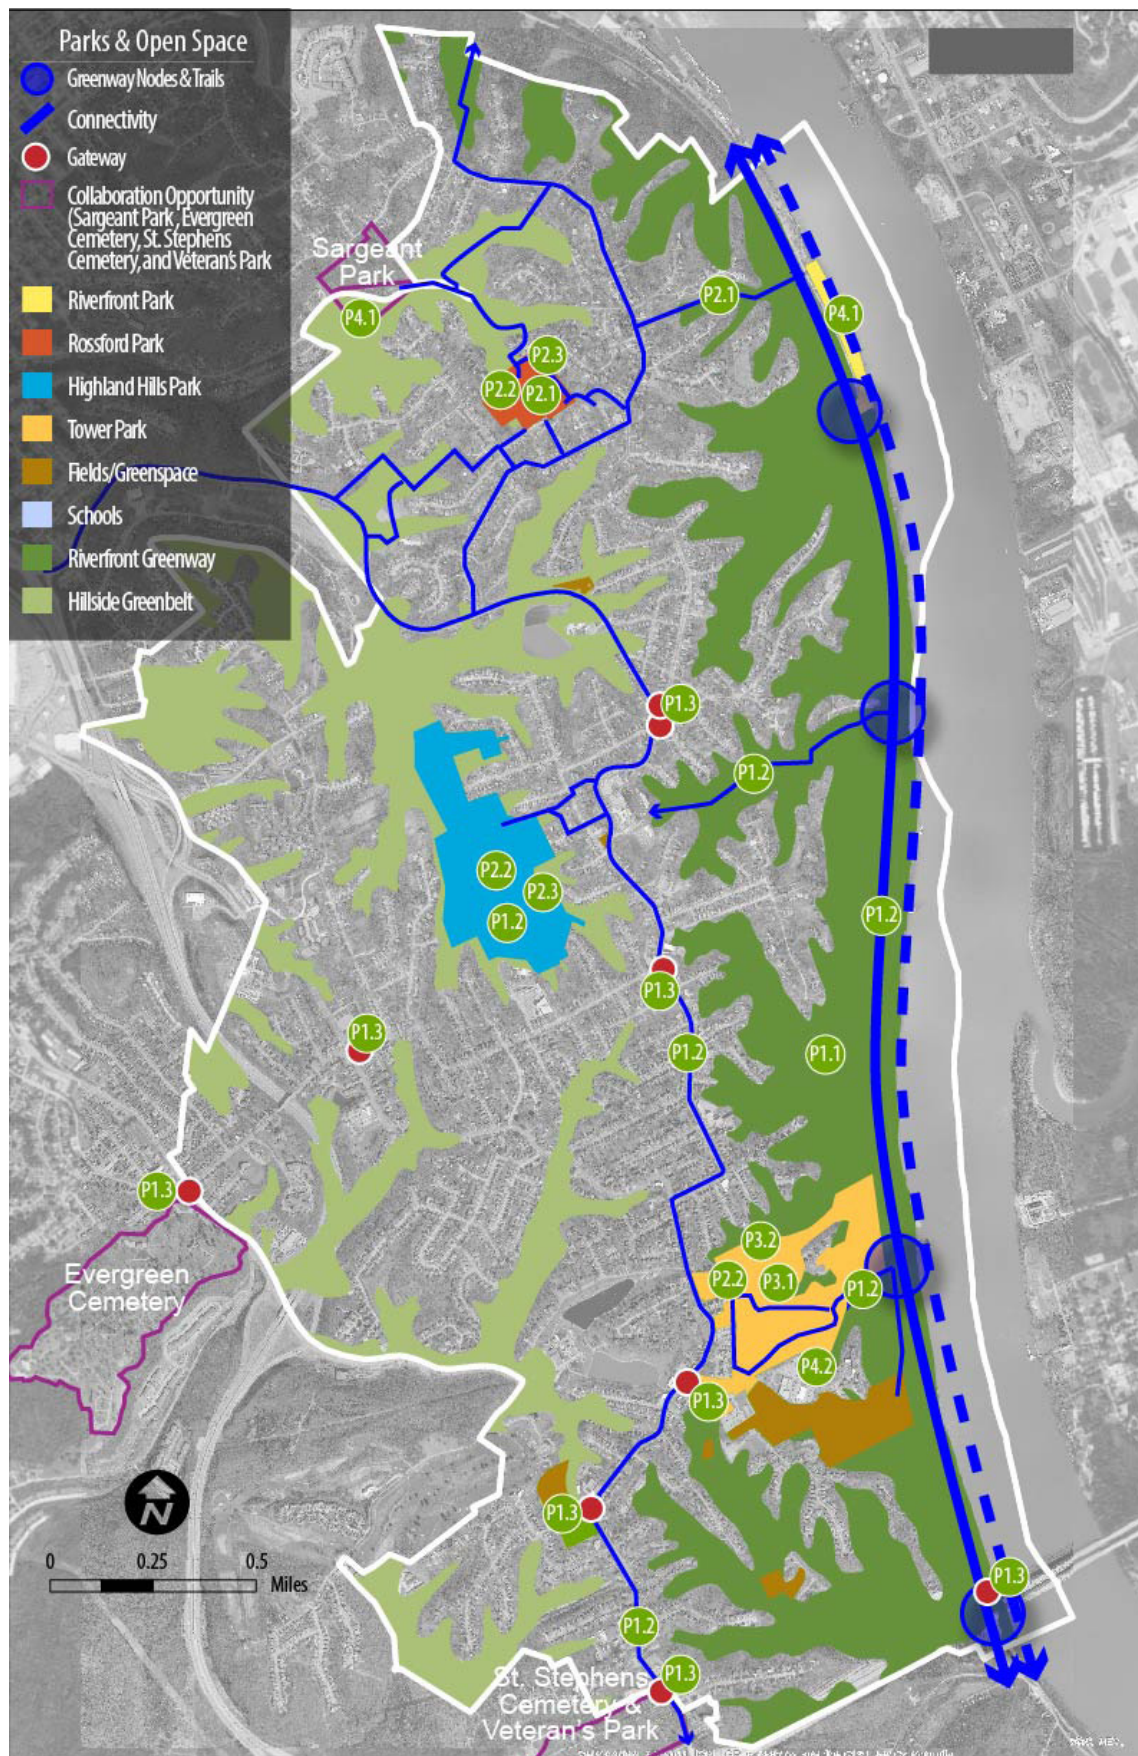 Parks & Open Space
Greenway Nodes & Trails
Connectivity
Gateway
Collaboration Opportunity
(Sargeant Park, Evergreen
Cemetery, St. Stephens
Cemetery, and Veteran's Park
Riverfront Park
Rossford Park
Highland Hills Park
Tower Park
Fields/Greenspace
Schools
Riverfront Greenway
Hillside Greenbelt
Sargeant
Park
P4.1
P2.1
P4.1
P2.3
P2.2
P2.1
P1.3
P1.2
P2.2
P2.3
P1.2
P1.2
P1.3
P1.3
P1.2
P1.1
P1.3
Evergreen
Cemetery
P3.2
P2.2
P3.1
P1.2
P4.2
P1.3
P1.3
N
0 0.25 0.5
Miles
P1.3
P1.2
P1.3
St. Stephens
Cemetery &
Veteran's Park